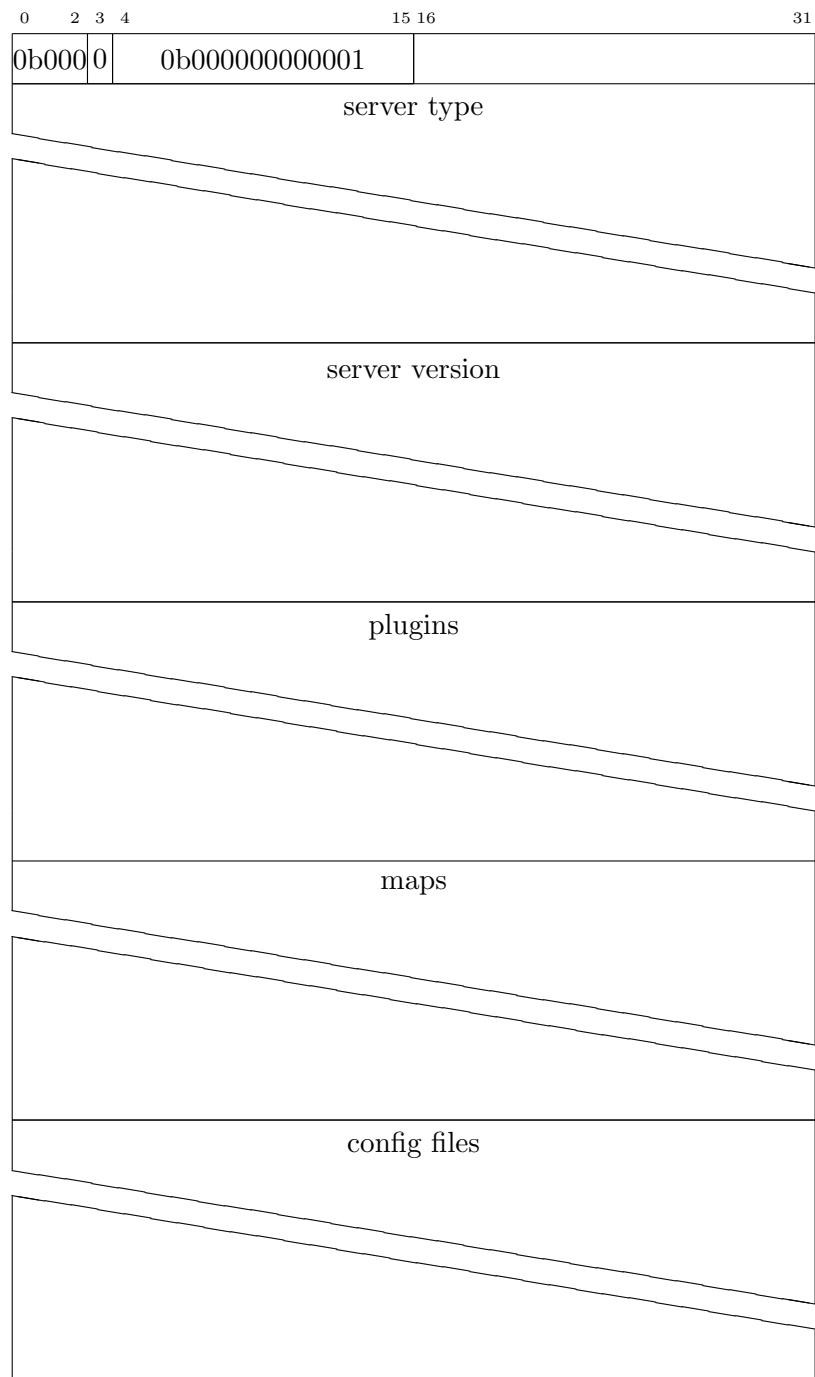 0 2 3 4 15 16 31
0b000 0 0b000000000001
server type
server version
plugins
maps
config files